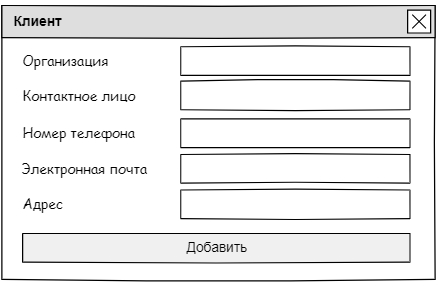 Клиент
Организация
Контактное лицо
Номер телефона
Электронная почта
Адрес
Добавить